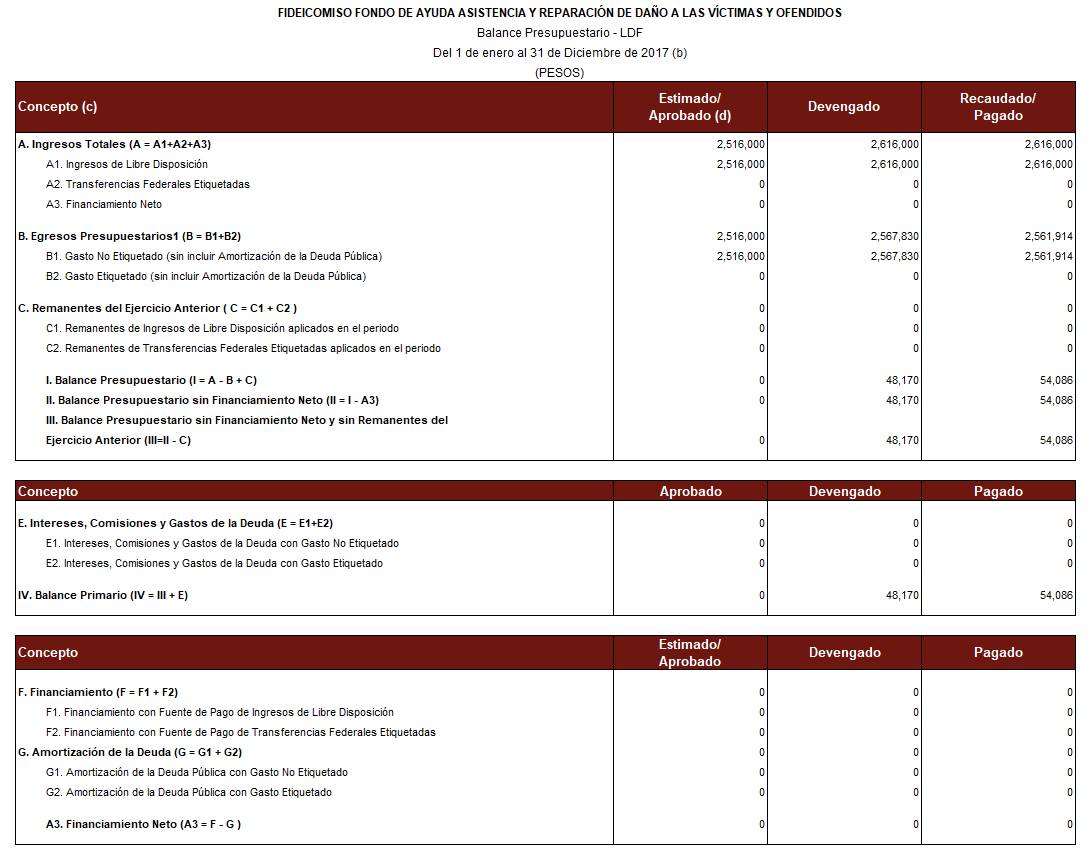 FIDEICOMISO FONDO DE AYUDA ASISTENCIA Y REPARACIÓN DE DAÑO A LAS VÍCTIMAS Y OFENDIDOS
Balance Presupuestario - LDF
Del 1 de enero al 31 de Diciembre de 2017 (b)
(PESOS)
Concepto (c) Estimado/ Aprobado (d) Devengado Recaudado/ Pagado
A. Ingresos Totales (A = A1+A2+A3) 2,516,000 2,616,000 2,616,000
A1. Ingresos de Libre Disposición 2,516,000 2,616,000 2,616,000
A2. Transferencias Federales Etiquetadas 0 0 0
A3. Financiamiento Neto 0 0 0
B. Egresos Presupuestarios1 (B = B1+B2) 2,516,000 2,567,830 2,561,914
B1. Gasto No Etiquetado (sin incluir Amortización de la Deuda Pública) 2,516,000 2,567,830 2,561,914
B2. Gasto Etiquetado (sin incluir Amortización de la Deuda Pública) 0 0 0
C. Remanentes del Ejercicio Anterior ( C = C1 + C2 ) 0 0 0
C1. Remanentes de Ingresos de Libre Disposición aplicados en el periodo 0 0 0
C2. Remanentes de Transferencias Federales Etiquetadas aplicados en el periodo 0 0 0
I. Balance Presupuestario (I = A - B + C) 0 48,170 54,086
II. Balance Presupuestario sin Financiamiento Neto (II = I - A3) 0 48,170 54,086
III. Balance Presupuestario sin Financiamiento Neto y sin Remanentes del
Ejercicio Anterior (III=II - C) 0 48,170 54,086
Concepto Aprobado Devengado Pagado
E. Intereses, Comisiones y Gastos de la Deuda (E = E1+E2) 0 0 0
E1. Intereses, Comisiones y Gastos de la Deuda con Gasto No Etiquetado 0 0 0
E2. Intereses, Comisiones y Gastos de la Deuda con Gasto Etiquetado 0 0 0
IV. Balance Primario (IV = III + E) 0 48,170 54,086
Concepto Estimado/ Aprobado Devengado Pagado
F. Financiamiento (F = F1 + F2) 0 0 0
F1. Financiamiento con Fuente de Pago de Ingresos de Libre Disposición 0 0 0
F2. Financiamiento con Fuente de Pago de Transferencias Federales Etiquetadas 0 0 0
G. Amortización de la Deuda (G = G1 + G2) 0 0 0
G1. Amortización de la Deuda Pública con Gasto No Etiquetado 0 0 0
G2. Amortización de la Deuda Pública con Gasto Etiquetado 0 0 0
A3. Financiamiento Neto (A3 = F - G ) 0 0 0